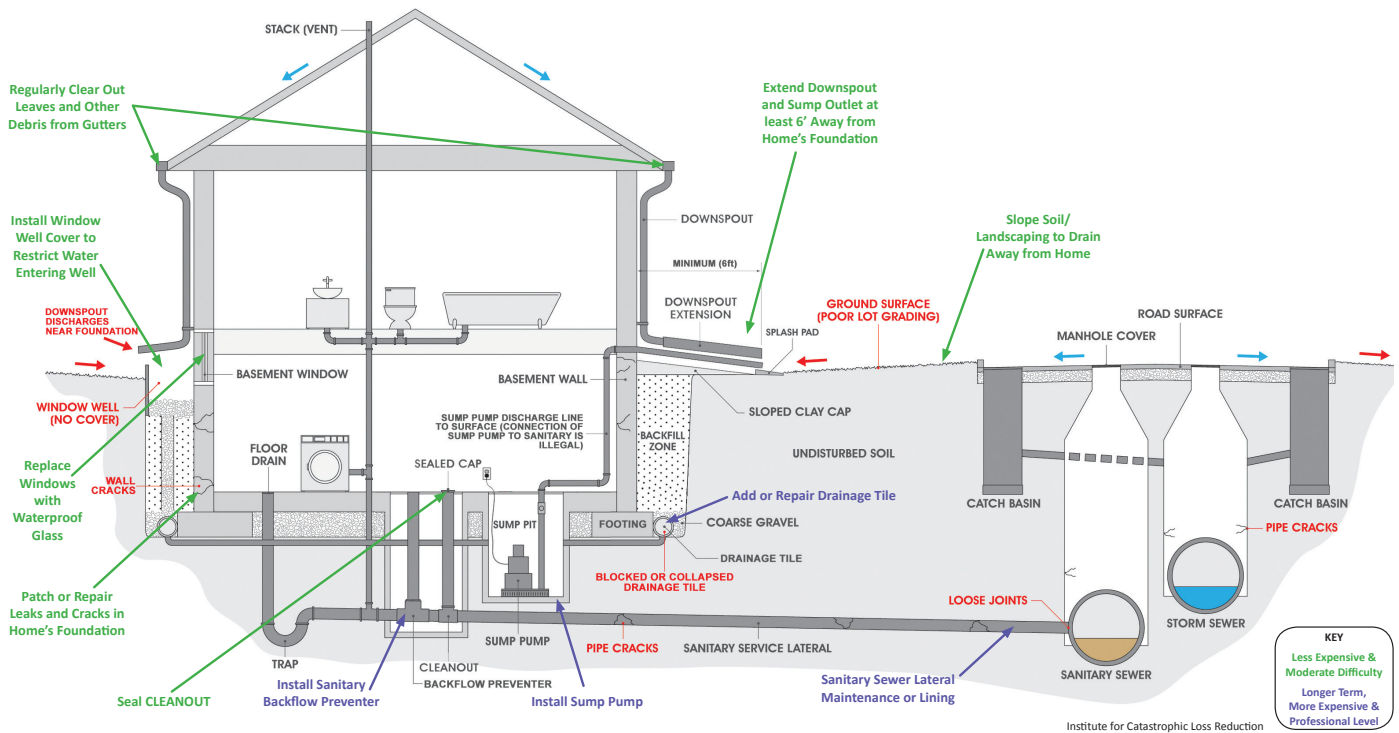 STACK (VENT)
Regularly Clear Out
Leaves and Other
Debris from Gutters
Extend Downspout
and Sump Outlet at
least 6' Away from
Home's Foundation
Install Window
Well Cover to
Restrict Water
Entering Well
DOWNSPOUT
Slope Soil/
Landscaping to Drain
Away from Home
MINIMUM (6ft)
DOWNSPOUT
EXTENSION
DOWNSPOUT
DISCHARGES
NEAR FOUNDATION
GROUND SURFACE
(POOR LOT GRADING)
ROAD SURFACE
SPLASH PAD
MANHOLE COVER
BASEMENT WINDOW
BASEMENT WALL
WINDOW WELL
(NO COVER)
SLOPED CLAY CAP
SUMP PUMP DISCHARGE LINE
TO SURFACE (CONNECTION OF
SUMP PUMP TO SANITARY IS
ILLEGAL)
BACKFILL
ZONE
FLOOR
DRAIN
SEALED CAP
UNDISTURBED SOIL
Replace
Windows
with
Waterproof
Glass
WALL
CRACKS
Add or Repair Drainage Tile
CATCH BASIN
CATCH BASIN
SUMP PIT
FOOTING
COARSE GRAVEL
PIPE CRACKS
DRAINAGE TILE
BLOCKED OR COLLAPSED
DRAINAGE TILE
Patch or Repair
Leaks and Cracks in
Home's Foundation
LOOSE JOINTS
STORM SEWER
SUMP PUMP
PIPE CRACKS
SANITARY SERVICE LATERAL
TRAP
CLEANOUT
BACKFLOW PREVENTER
SANITARY SEWER
Seal CLEANOUT
Install Sanitary
Backflow Preventer
Install Sump Pump
Sanitary Sewer Lateral
Maintenance or Lining
KEY
Less Expensive &
Moderate Difficulty
Longer Term,
More Expensive &
Professional Level
Institute for Catastrophic Loss Reduction